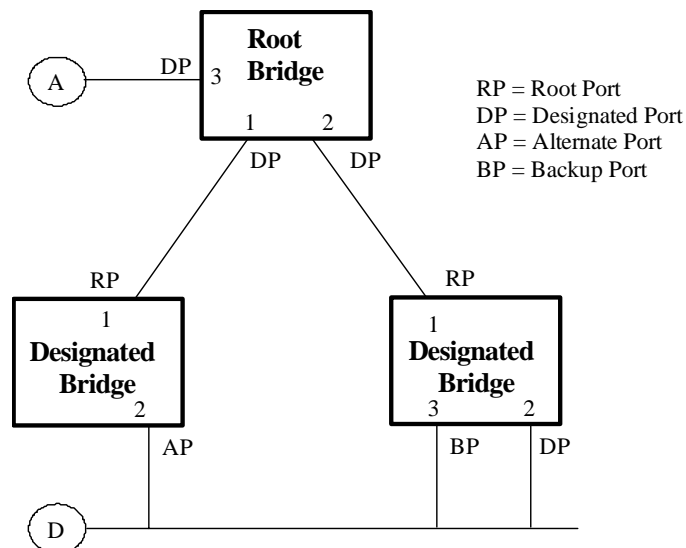 Root
Bridge
A
DP
3
1
2
DP
DP
RP = Root Port
DP = Designated Port
AP = Alternate Port
BP = Backup Port
RP
1
Designated
Bridge
2
AP
RP
1
Designated
Bridge
3
2
BP
DP
D